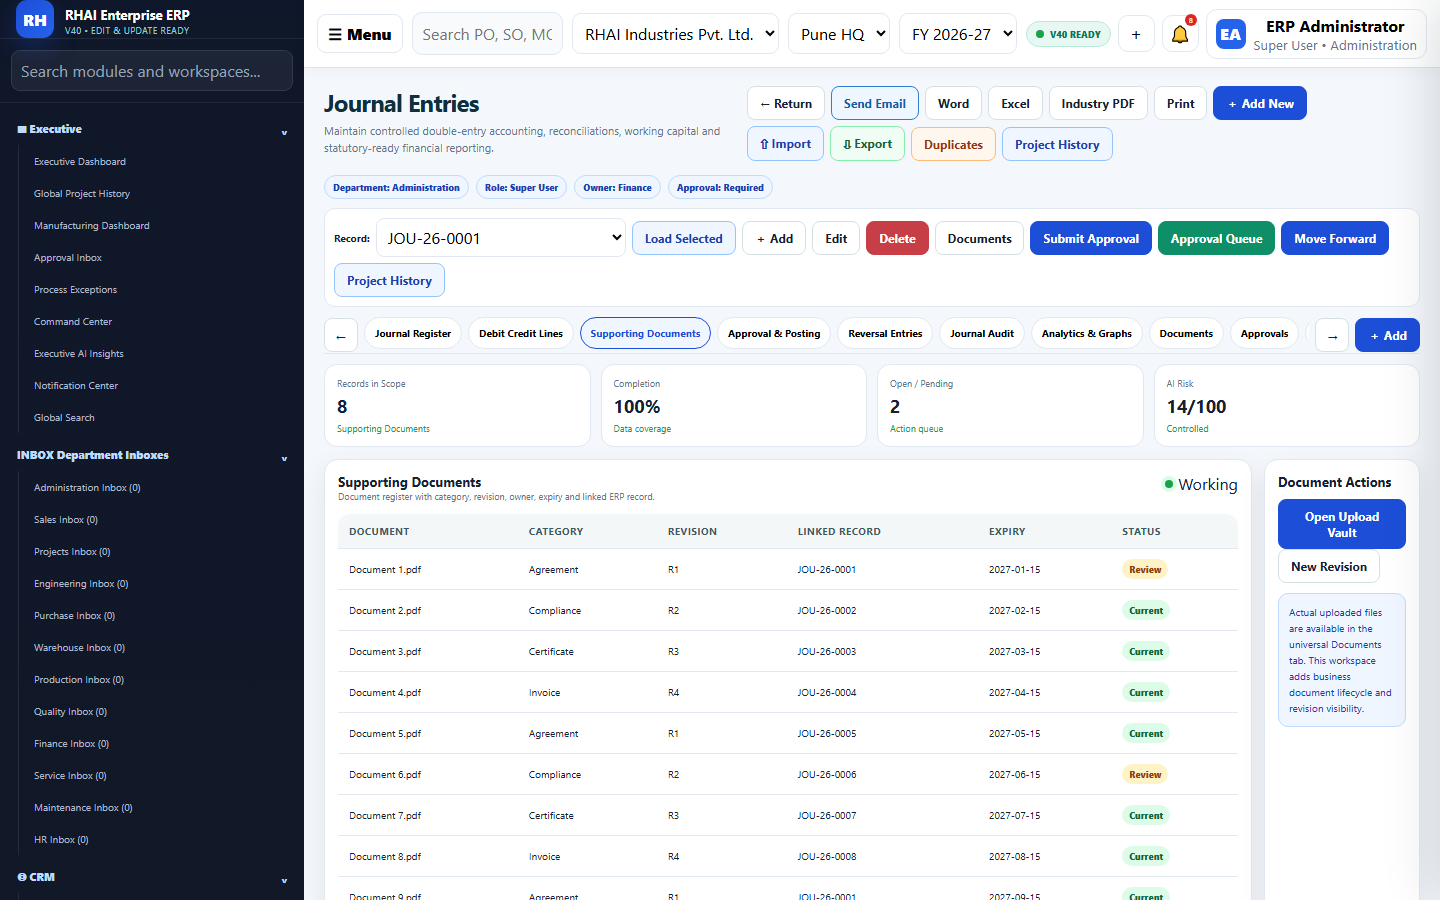 RH
RHAI Enterprise ERP
V40 • EDIT & UPDATE READY
Search modules and workspaces...
Executive
Executive Dashboard
Global Project History
Manufacturing Dashboard
Approval Inbox
Process Exceptions
Command Center
Executive AI Insights
Notification Center
Global Search
INBOX Department Inboxes
Administration Inbox (0)
Sales Inbox (0)
Projects Inbox (0)
Engineering Inbox (0)
Purchase Inbox (0)
Warehouse Inbox (0)
Production Inbox (0)
Quality Inbox (0)
Finance Inbox (0)
Service Inbox (0)
Maintenance Inbox (0)
HR Inbox (0)
CRM
☰ Menu
Search PO, SO, MO
RHAI Industries Pvt. Ltd.
Pune HQ
FY 2026-27
V40 READY
+
8
EA
ERP Administrator
Super User • Administration
Journal Entries
Maintain controlled double-entry accounting, reconciliations, working capital and
statutory-ready financial reporting.
← Return
Send Email
Word
Excel
Industry PDF
Print
+ Add New
⇧ Import
⇩ Export
Duplicates
Project History
Department: Administration
Role: Super User
Owner: Finance
Approval: Required
Record:
JOU-26-0001
Load Selected
+ Add
Edit
Delete
Documents
Submit Approval
Approval Queue
Move Forward
Project History
←
Journal Register
Debit Credit Lines
Supporting Documents
Approval & Posting
Reversal Entries
Journal Audit
Analytics & Graphs
Documents
Approvals
→
+ Add
Records in Scope
8
Supporting Documents
Completion
100%
Data coverage
Open / Pending
2
Action queue
AI Risk
14/100
Controlled
Supporting Documents
Document register with category, revision, owner, expiry and linked ERP record.
Working
DOCUMENT CATEGORY REVISION LINKED RECORD EXPIRY STATUS
Document 1.pdf Agreement R1 JOU-26-0001 2027-01-15 Review
Document 2.pdf Compliance R2 JOU-26-0002 2027-02-15 Current
Document 3.pdf Certificate R3 JOU-26-0003 2027-03-15 Current
Document 4.pdf Invoice R4 JOU-26-0004 2027-04-15 Current
Document 5.pdf Agreement R1 JOU-26-0005 2027-05-15 Current
Document 6.pdf Compliance R2 JOU-26-0006 2027-06-15 Review
Document 7.pdf Certificate R3 JOU-26-0007 2027-07-15 Current
Document 8.pdf Invoice R4 JOU-26-0008 2027-08-15 Current
Document 9.pdf Agreement R1 JOU-26-0001 2027-09-15 Current
Document Actions
Open Upload
Vault
New Revision
Actual uploaded files
are available in the
universal Documents
tab. This workspace
adds business
document lifecycle and
revision visibility.